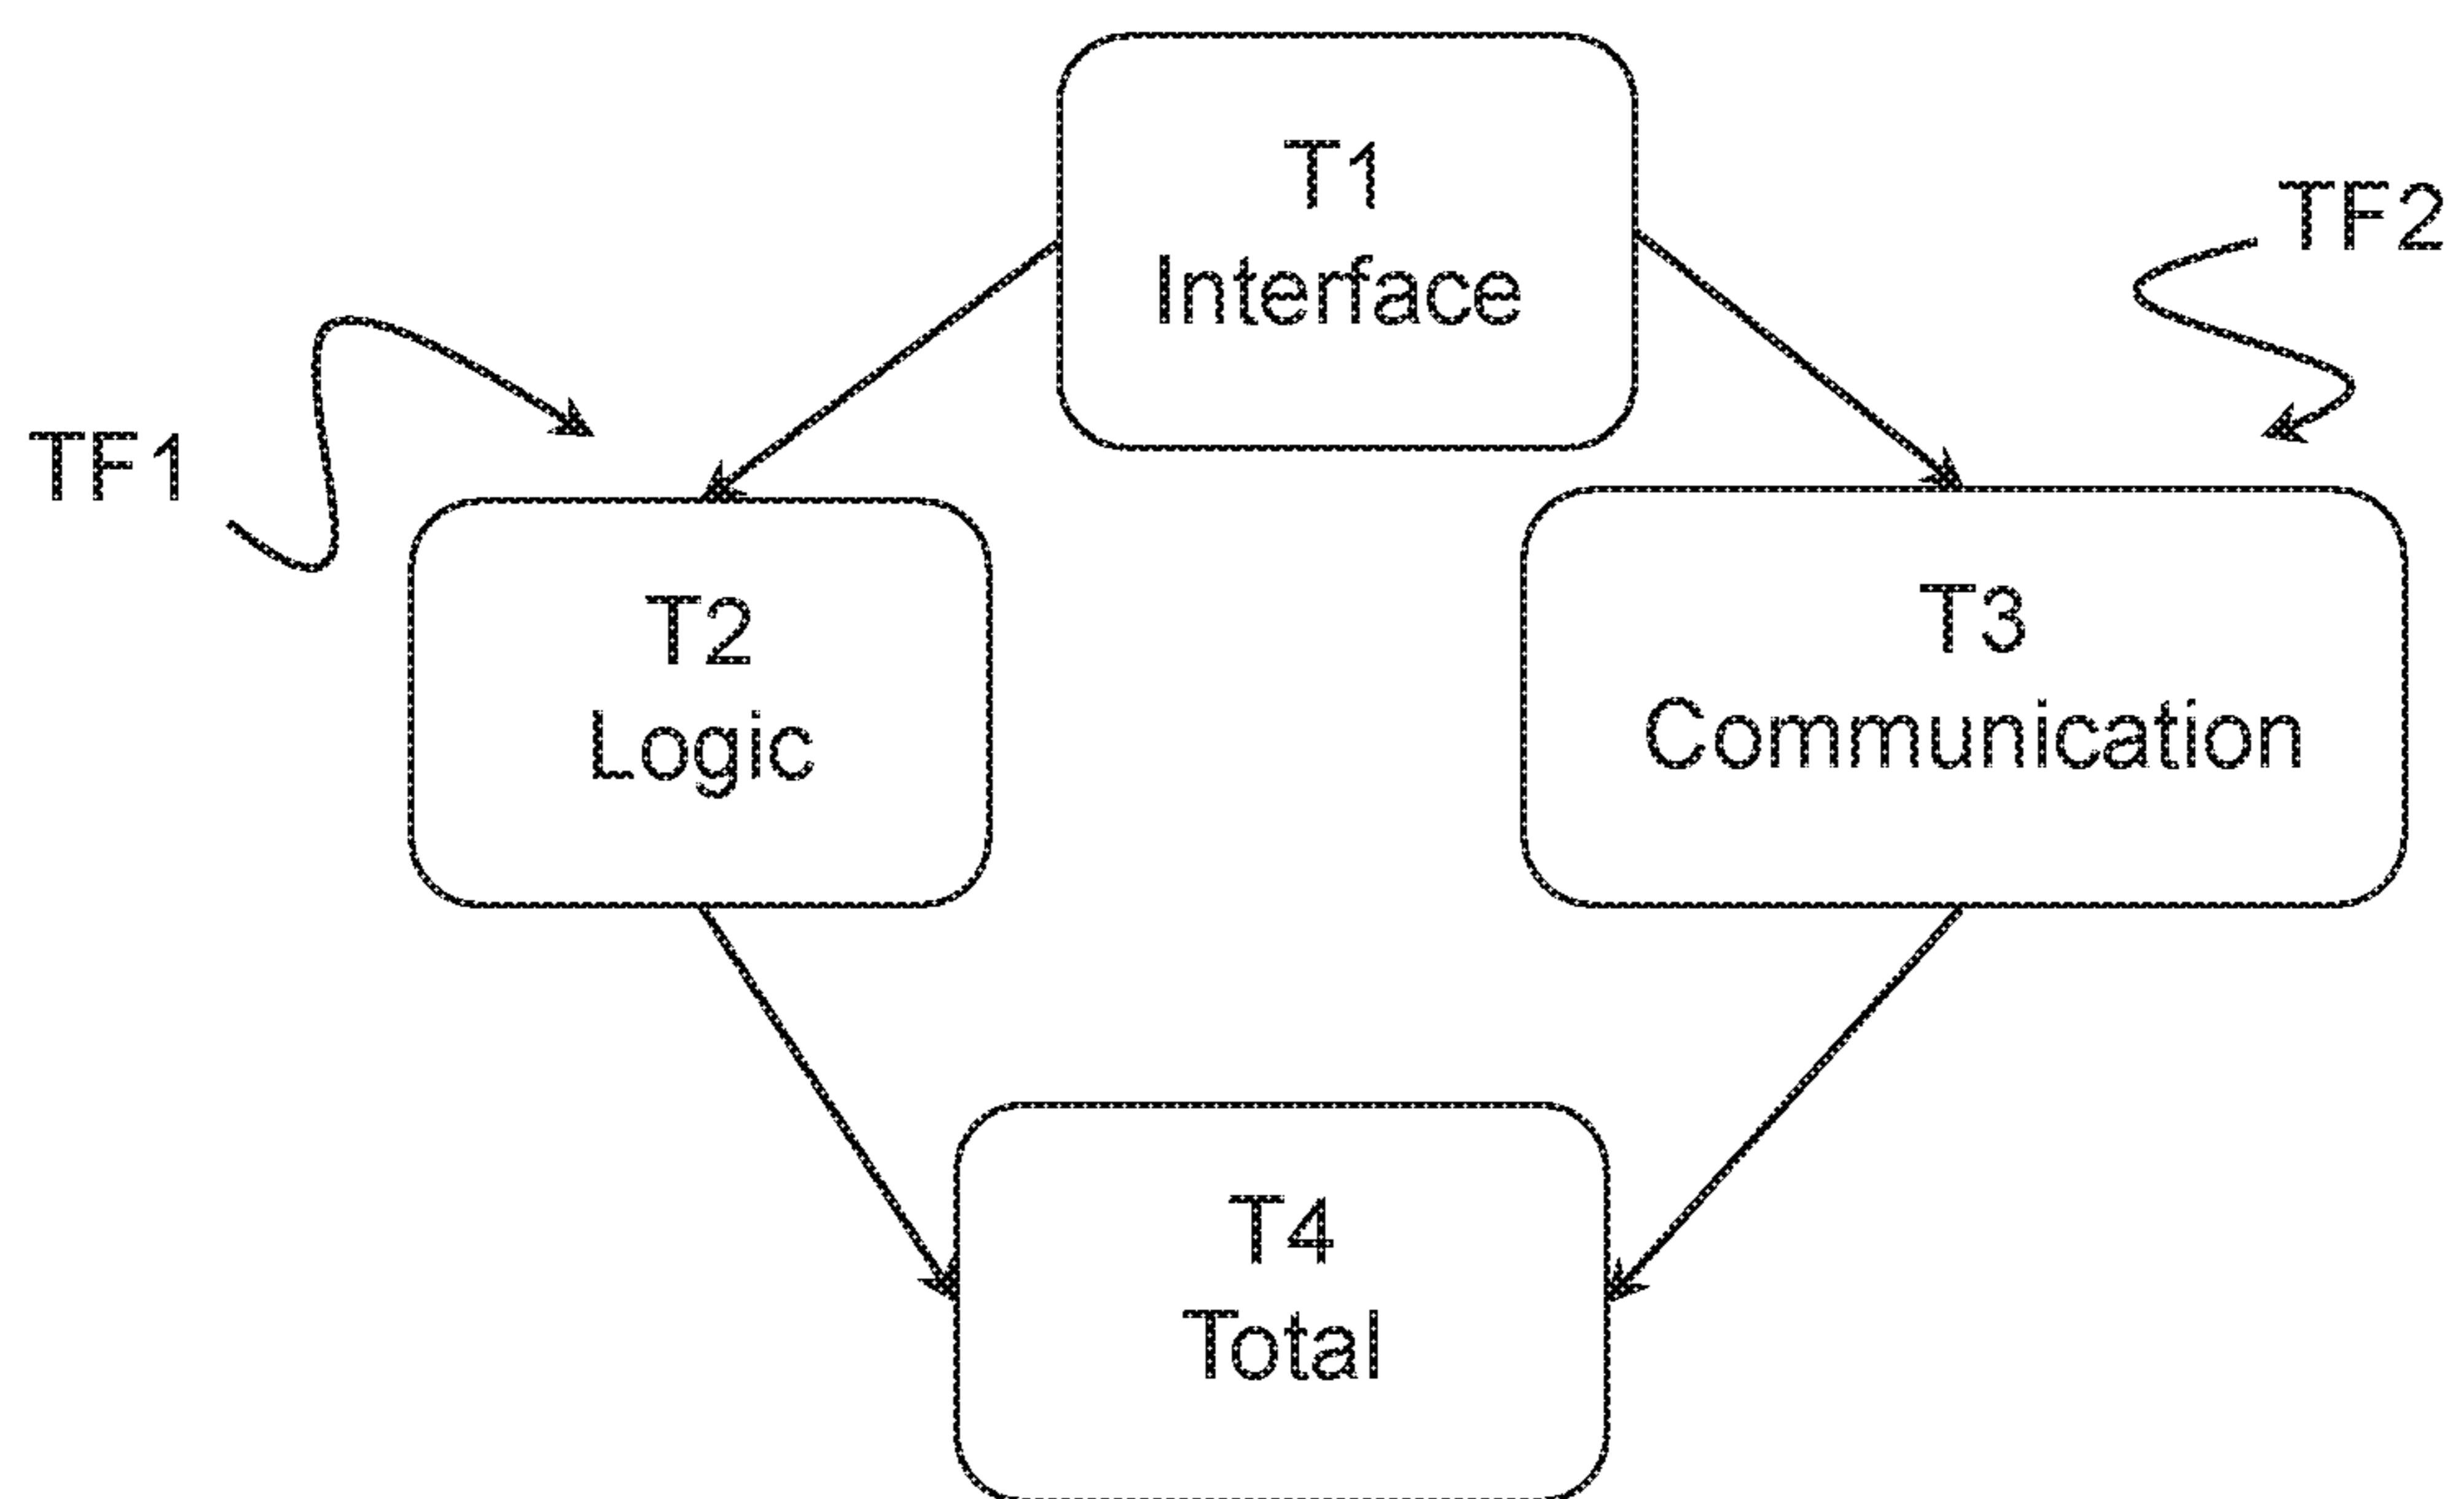 T1
Interface
TF2
TF1
T2
Logic
T3
Communication
T4
Total